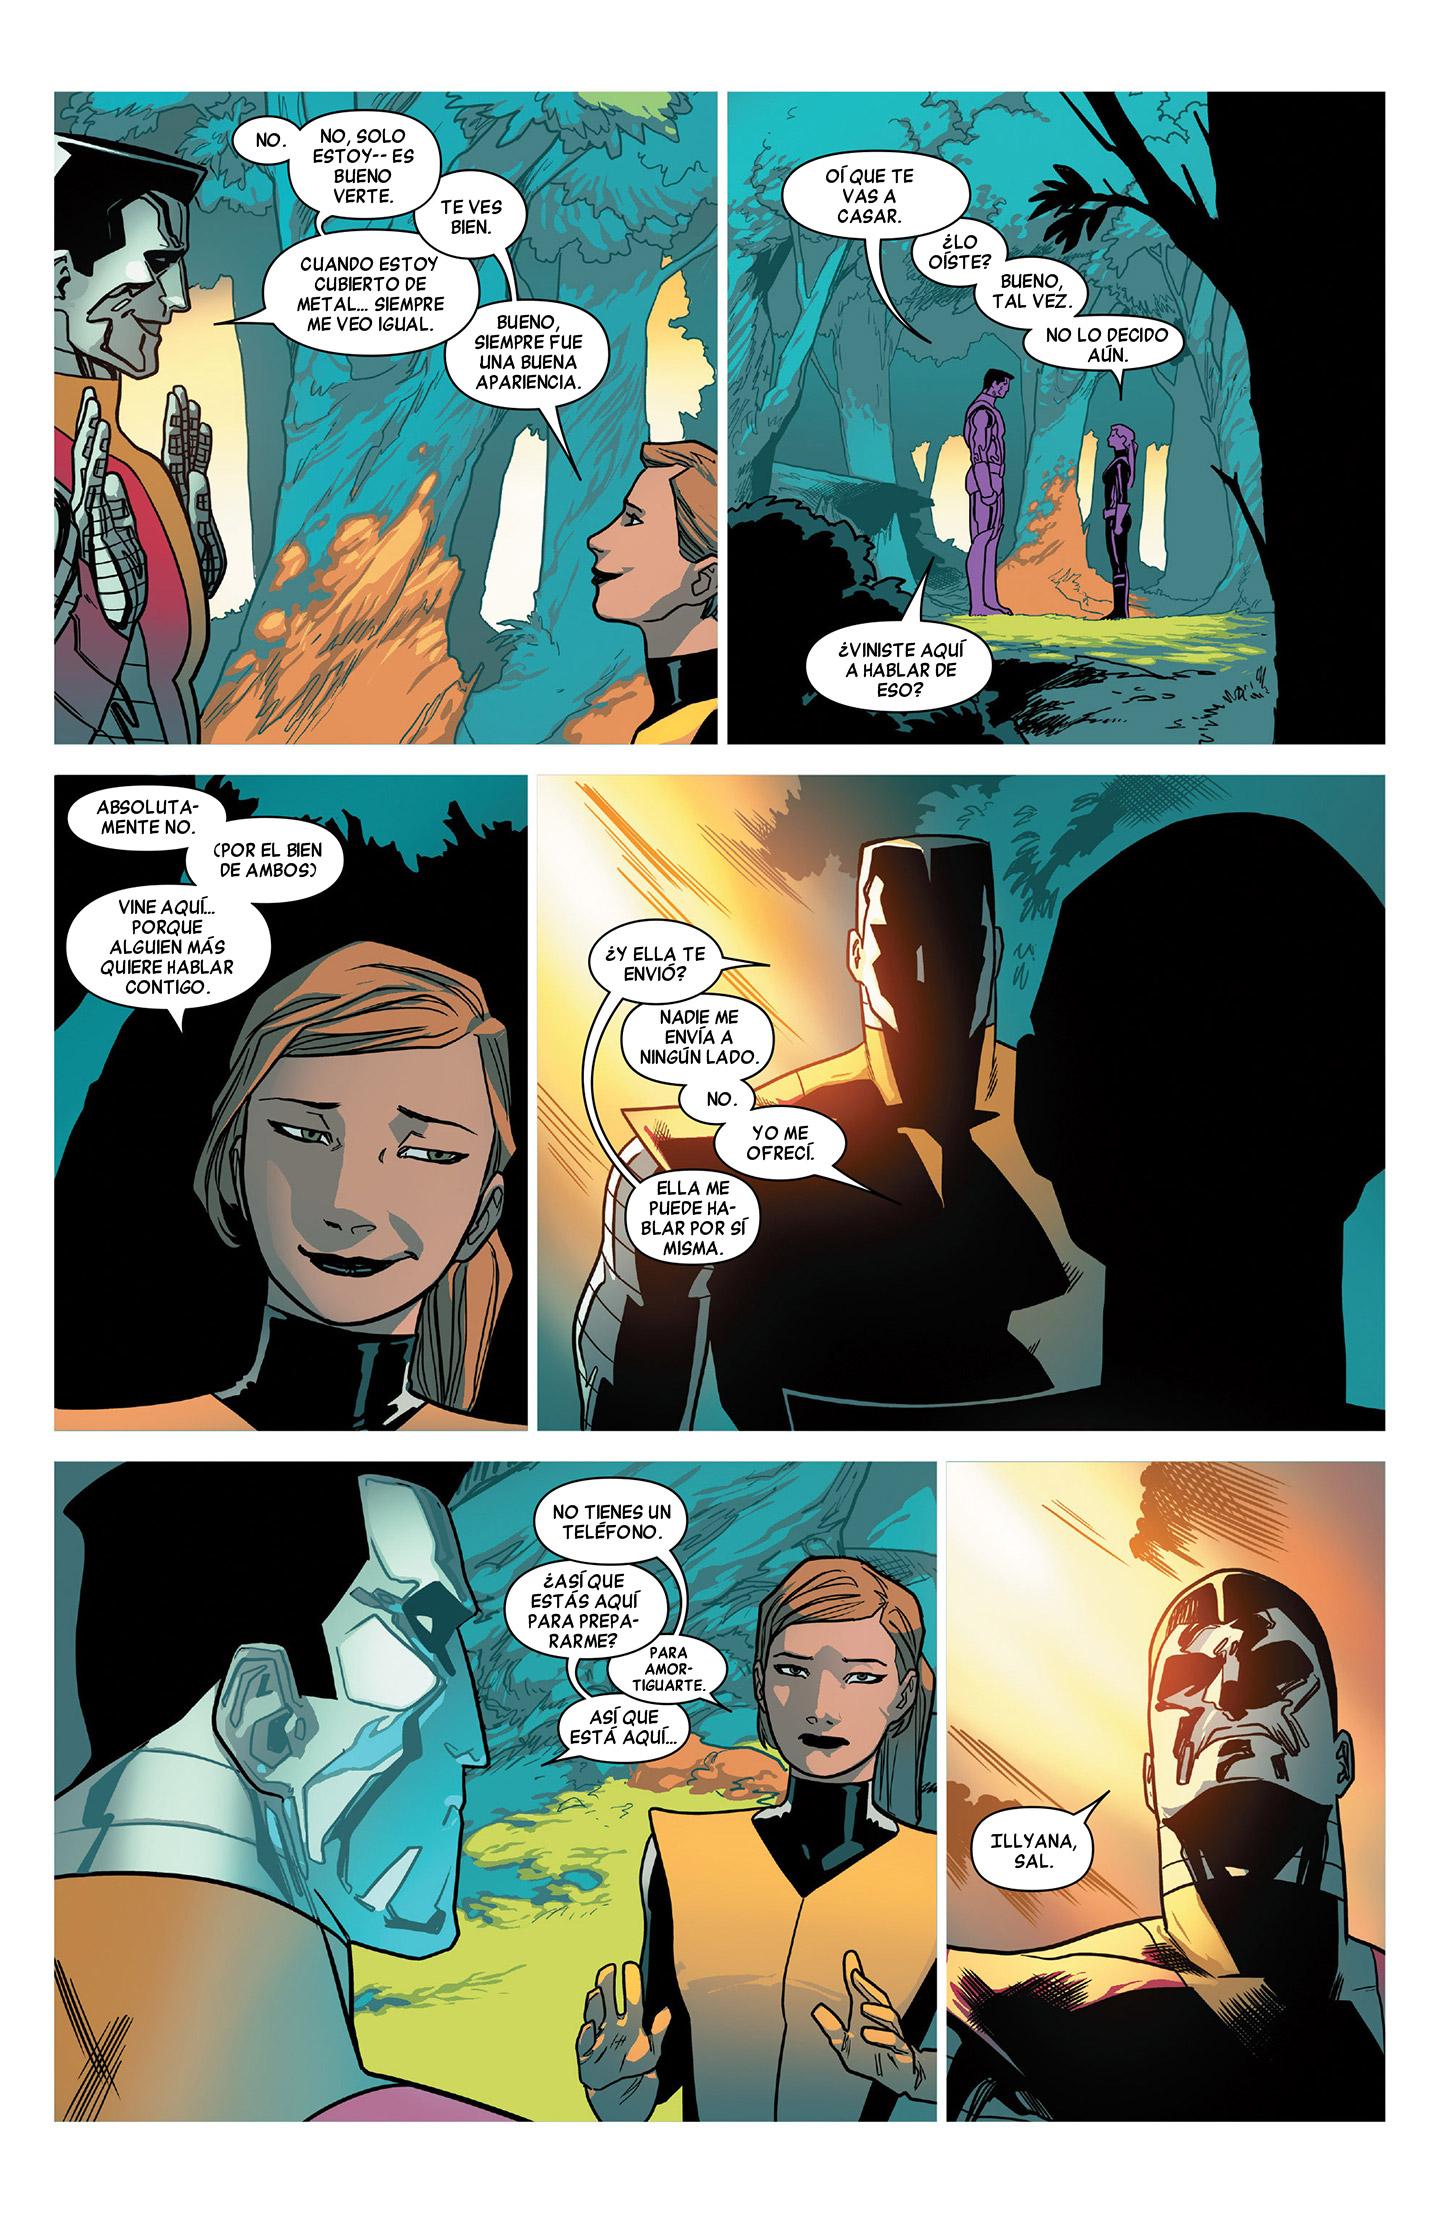 NO.
NO, SOLO
ESTOY-- ES
BUENO
VERTE.
TE VES
BIEN.
CUANDO ESTOY
CUBIERTO DE
METAL... SIEMPRE
ME VEO IGUAL.
BUENO,
SIEMPRE FUE
UNA BUENA
APARIENCIA.
OÍ QUE TE
VAS A
CASAR.
¿LO
OÍSTE?
BUENO,
TAL VEZ.
NO LO DECIDO
AÚN.
¿VINISTE AQUÍ
A HABLAR DE
ESO?
ABSOLUTA-
MENTE NO.
(POR EL BIEN
DE AMBOS)
VINE AQUÍ...
PORQUE
ALGUIEN MÁS
QUIERE HABLAR
CONTIGO.
¿Y ELLA TE
ENVIÓ?
NADIE ME
ENVÍA A
NINGÚN LADO.
NO.
YO ME
OFRECÍ.
ELLA ME
PUEDE HA-
BLAR POR SÍ
MISMA.
NO TIENES UN
TELÉFONO.
¿ASÍ QUE
ESTÁS AQUÍ
PARA PREPA-
RARME?
PARA
AMOR-
TIGUARTE.
ASÍ QUE
ESTÁ AQUÍ...
ILLYANA,
SAL.